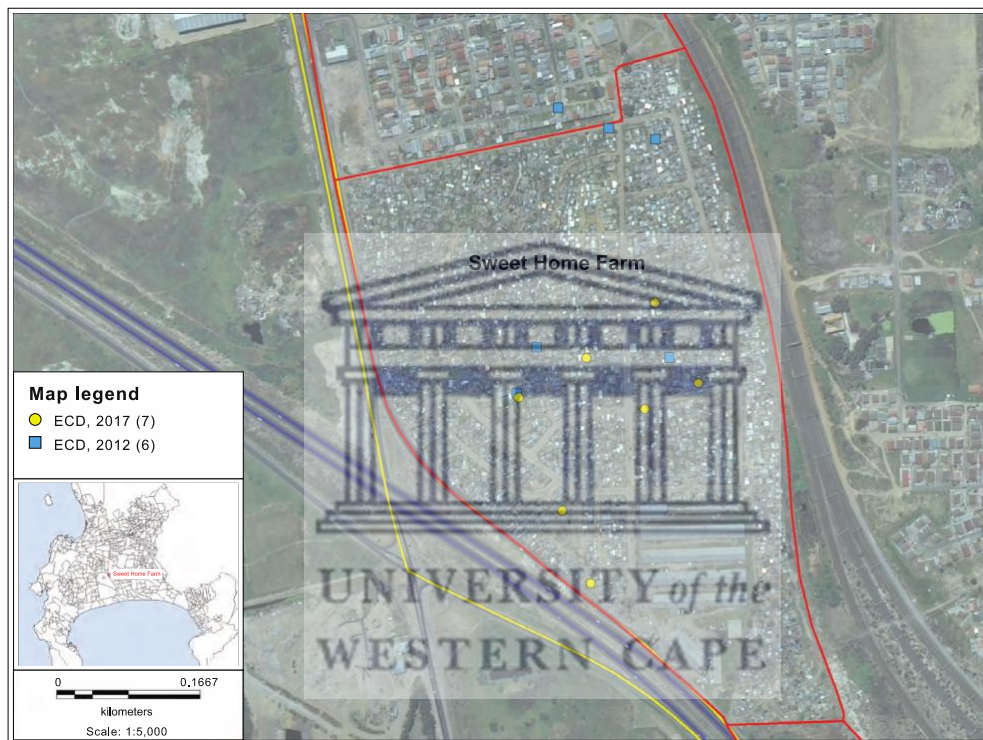 Sweet Home Farm
UNIVERSITY of the
WESTERN CAPE
Map legend
ECD, 2017 (7)
ECD, 2012 (6)
Sweet Home Farm
0 0.1667
kilometers
Scale: 1:5,000